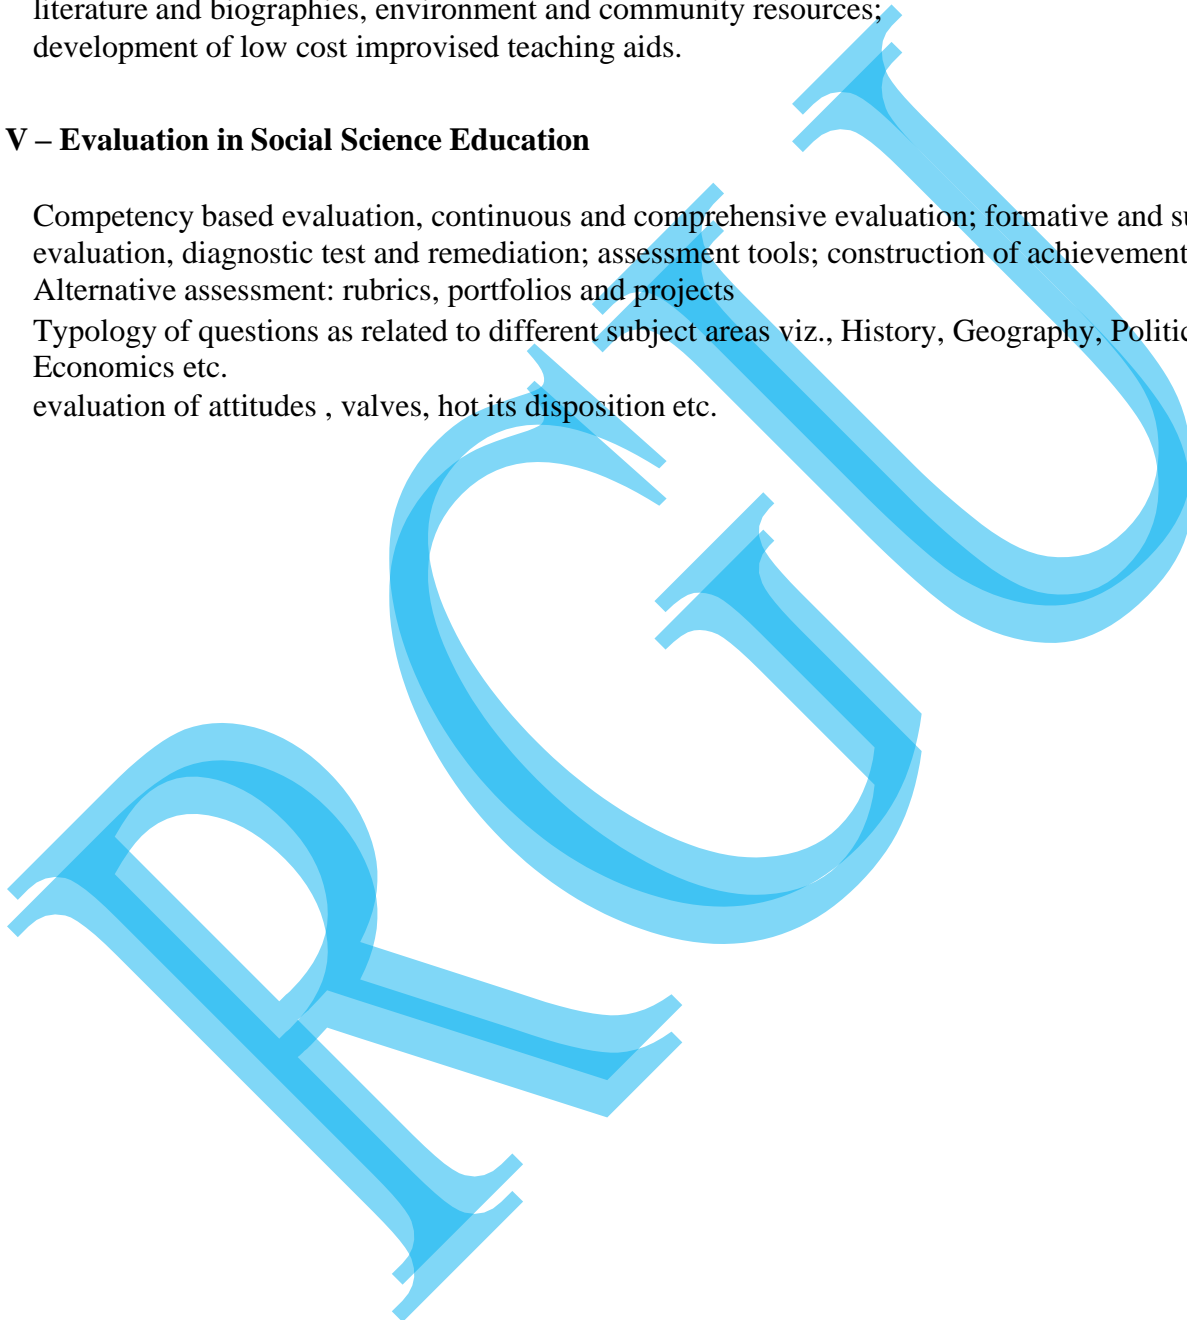 literature and biographies, environment and community resources;
development of low cost improvised teaching aids.
V – Evaluation in Social Science Education
Competency based evaluation, continuous and comprehensive evaluation; formative and su
evaluation, diagnostic test and remediation; assessment tools; construction of achievement
Alternative assessment: rubrics, portfolios and projects
Typology of questions as related to different subject areas viz., History, Geography, Politic
Economics etc.
evaluation of attitudes , valves, hot its disposition etc.
RGU